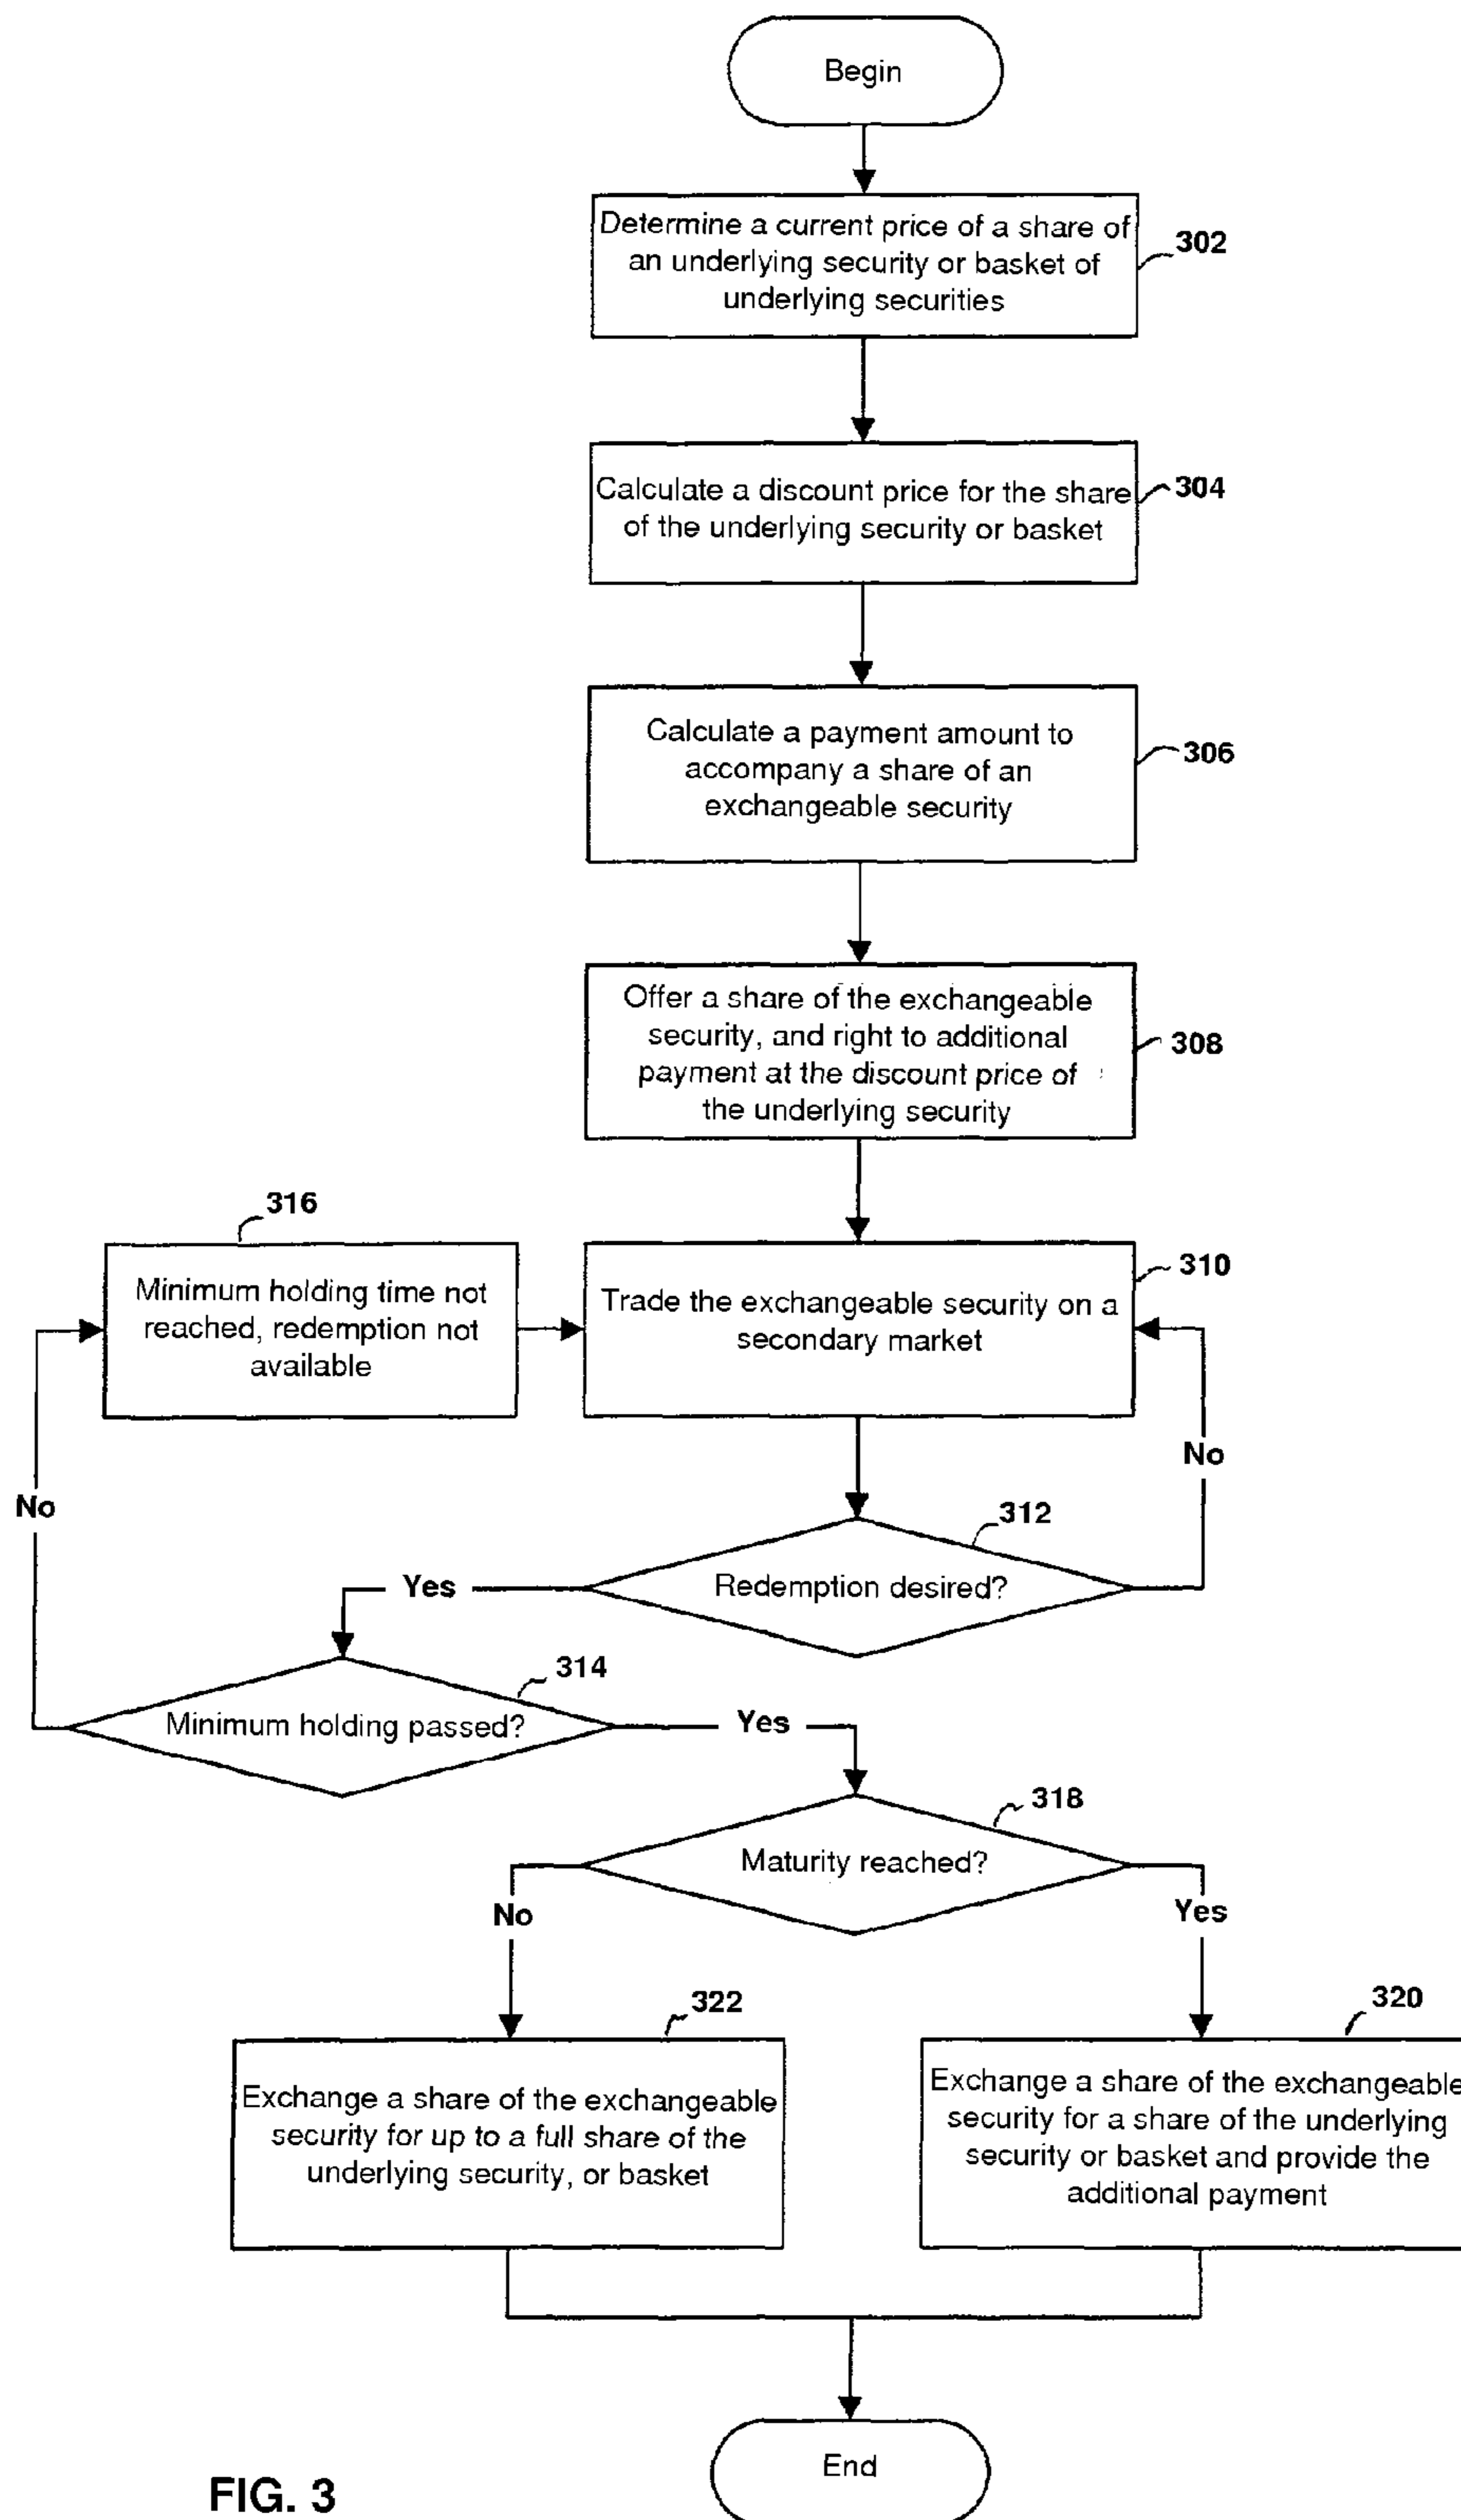 Begin
Determine a current price of a share of
an underlying security or basket of
underlying securities
302
Calculate a discount price for the share
of the underlying security or basket
304
Calculate a payment amount to
accompany a share of an
exchangeable security
306
Offer a share of the exchangeable
security, and right to additional
payment at the discount price of
the underlying security
308
316
Minimum holding time not
reached, redemption not
available
Trade the exchangeable security on a
secondary market
310
No
No
312
Redemption desired?
Yes
314
Minimum holding passed?
Yes
318
Maturity reached?
No
Yes
322
320
Exchange a share of the exchangeable
security for up to a full share of the
underlying security, or basket
Exchange a share of the exchangeable
security for a share of the underlying
security or basket and provide the
additional payment
End
FIG. 3